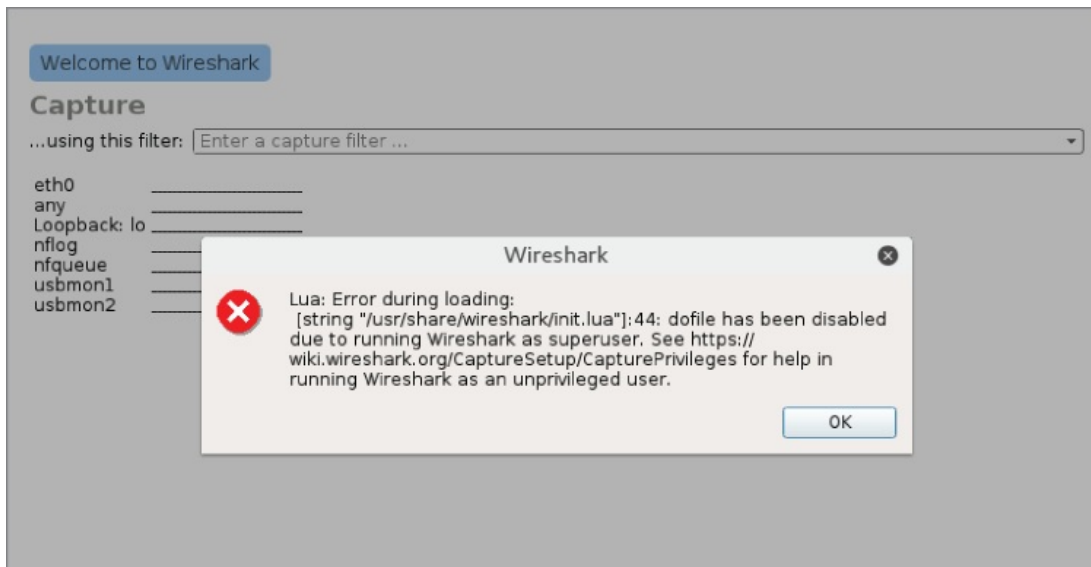 Welcome to Wireshark
Capture
...using this filter: Enter a capture filter ...
eth0
any
Loopback: lo
nflog
nfqueue
usbmon1
usbmon2
Wireshark
Lua: Error during loading:
[string "/usr/share/wireshark/init.lua"]:44: dofile has been disabled
due to running Wireshark as superuser. See https://
wiki.wireshark.org/CaptureSetup/CapturePrivileges for help in
running Wireshark as an unprivileged user.
OK